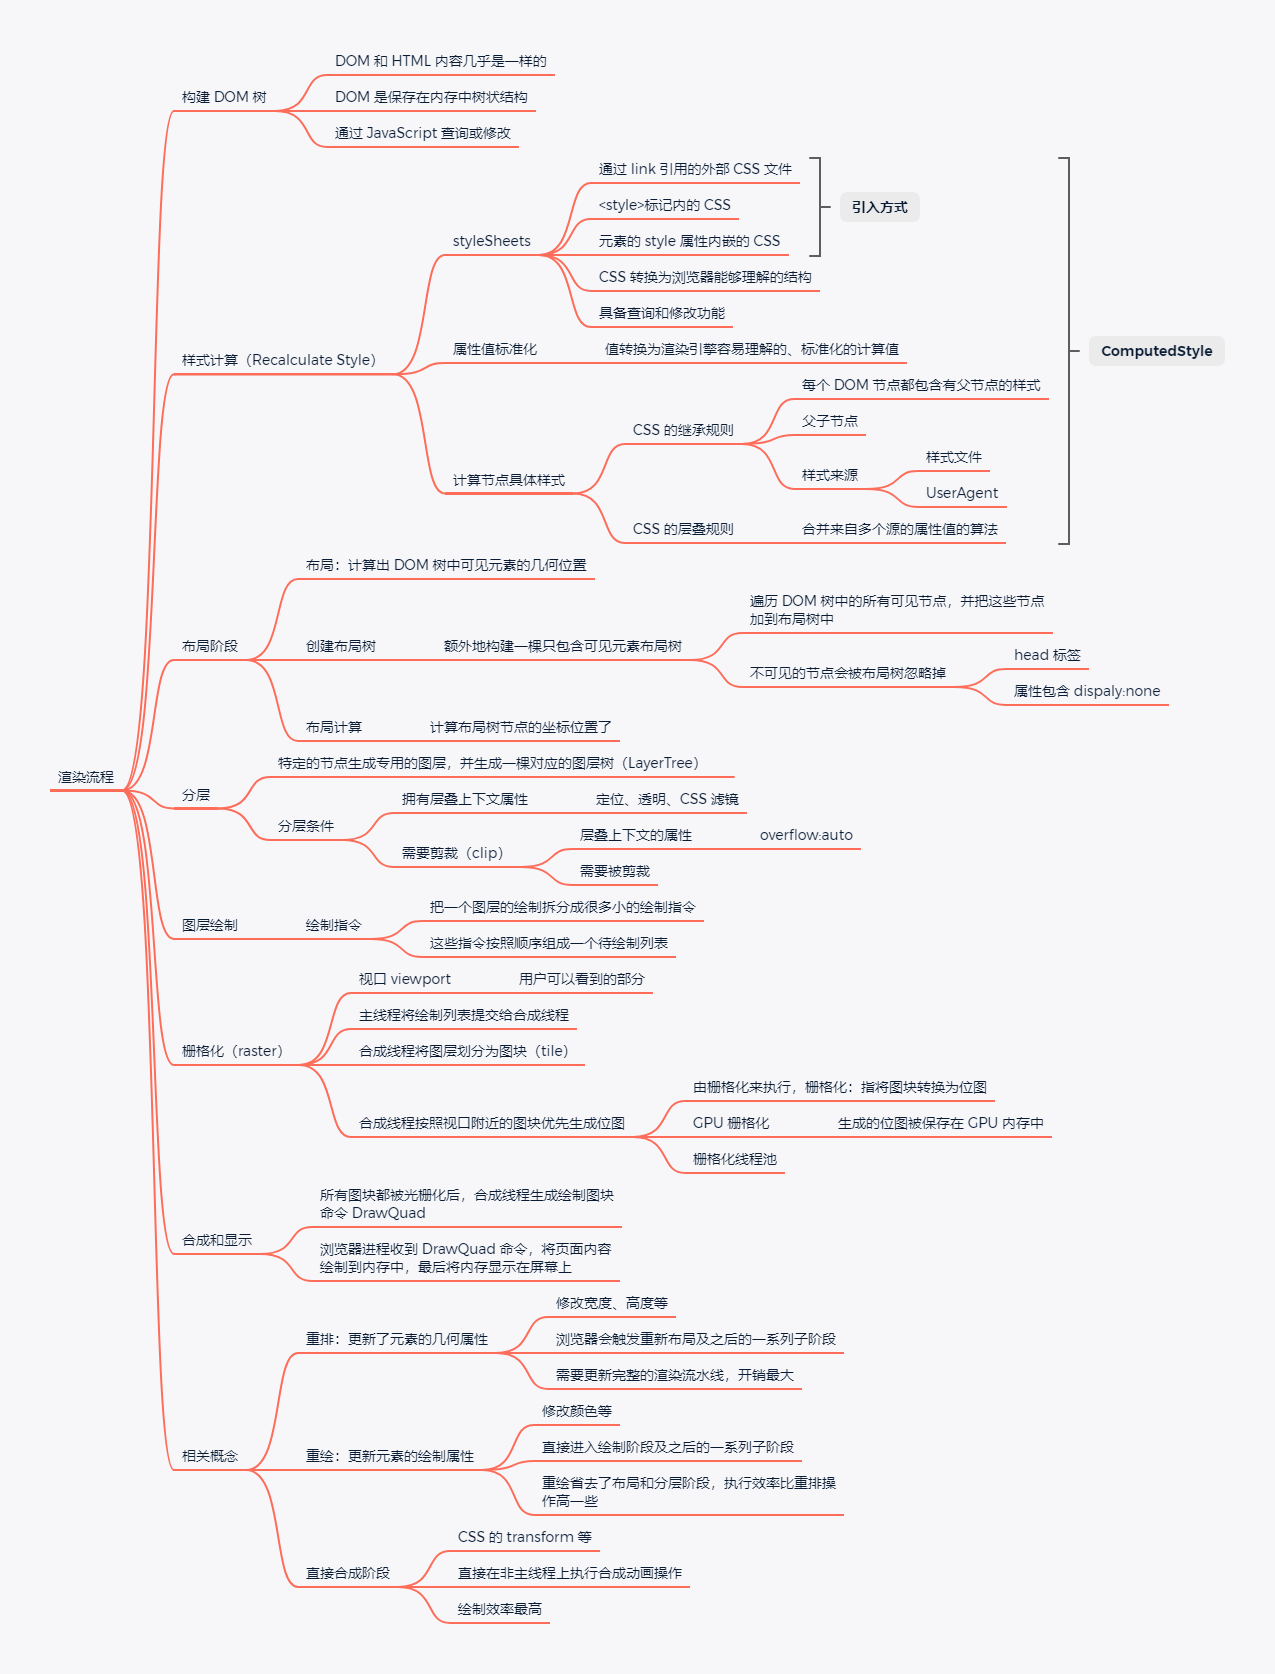 渲染流程
构建 DOM 树
DOM 和 HTML 内容几乎是一样的
DOM 是保存在内存中树状结构
通过 JavaScript 查询或修改
样式计算（Recalculate Style）
styleSheets
通过 link 引用的外部 CSS 文件
<style>标记内的 CSS
元素的 style 属性内嵌的 CSS
引入方式
CSS 转换为浏览器能够理解的结构
具备查询和修改功能
属性值标准化
值转换为渲染引擎容易理解的、标准化的计算值
计算节点具体样式
CSS 的继承规则
每个 DOM 节点都包含有父节点的样式
父子节点
样式来源
样式文件
UserAgent
CSS 的层叠规则
合并来自多个源的属性值的算法
ComputedStyle
布局阶段
布局：计算出 DOM 树中可见元素的几何位置
创建布局树
额外地构建一棵只包含可见元素布局树
遍历 DOM 树中的所有可见节点，并把这些节点
加到布局树中
不可见的节点会被布局树忽略掉
head 标签
属性包含 dispaly:none
布局计算
计算布局树节点的坐标位置了
分层
特定的节点生成专用的图层，并生成一棵对应的图层树（LayerTree）
分层条件
拥有层叠上下文属性
定位、透明、CSS 滤镜
需要剪裁（clip）
层叠上下文的属性
overflow:auto
需要被剪裁
图层绘制
绘制指令
把一个图层的绘制拆分成很多小的绘制指令
这些指令按照顺序组成一个待绘制列表
栅格化（raster）
视口 viewport
用户可以看到的部分
主线程将绘制列表提交给合成线程
合成线程将图层划分为图块（tile）
合成线程按照视口附近的图块优先生成位图
由栅格化来执行，栅格化：指将图块转换为位图
GPU 栅格化
生成的位图被保存在 GPU 内存中
栅格化线程池
合成和显示
所有图块都被光栅化后，合成线程生成绘制图块
命令 DrawQuad
浏览器进程收到 DrawQuad 命令，将页面内容
绘制到内存中，最后将内存显示在屏幕上
相关概念
重排：更新了元素的几何属性
修改宽度、高度等
浏览器会触发重新布局及之后的一系列子阶段
需要更新完整的渲染流水线，开销最大
重绘：更新元素的绘制属性
修改颜色等
直接进入绘制阶段及之后的一系列子阶段
重绘省去了布局和分层阶段，执行效率比重排操
作高一些
直接合成阶段
CSS 的 transform 等
直接在非主线程上执行合成动画操作
绘制效率最高